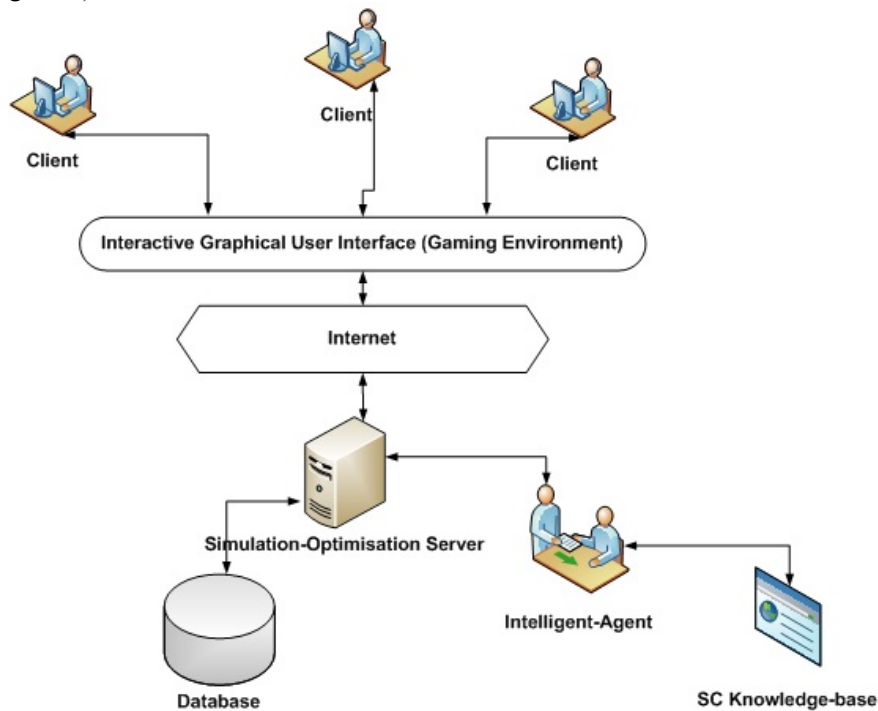 Client
Client
Client
Interactive Graphical User Interface (Gaming Environment)
Internet
Simulation-Optimisation Server
Intelligent-Agent
Database
SC Knowledge-base